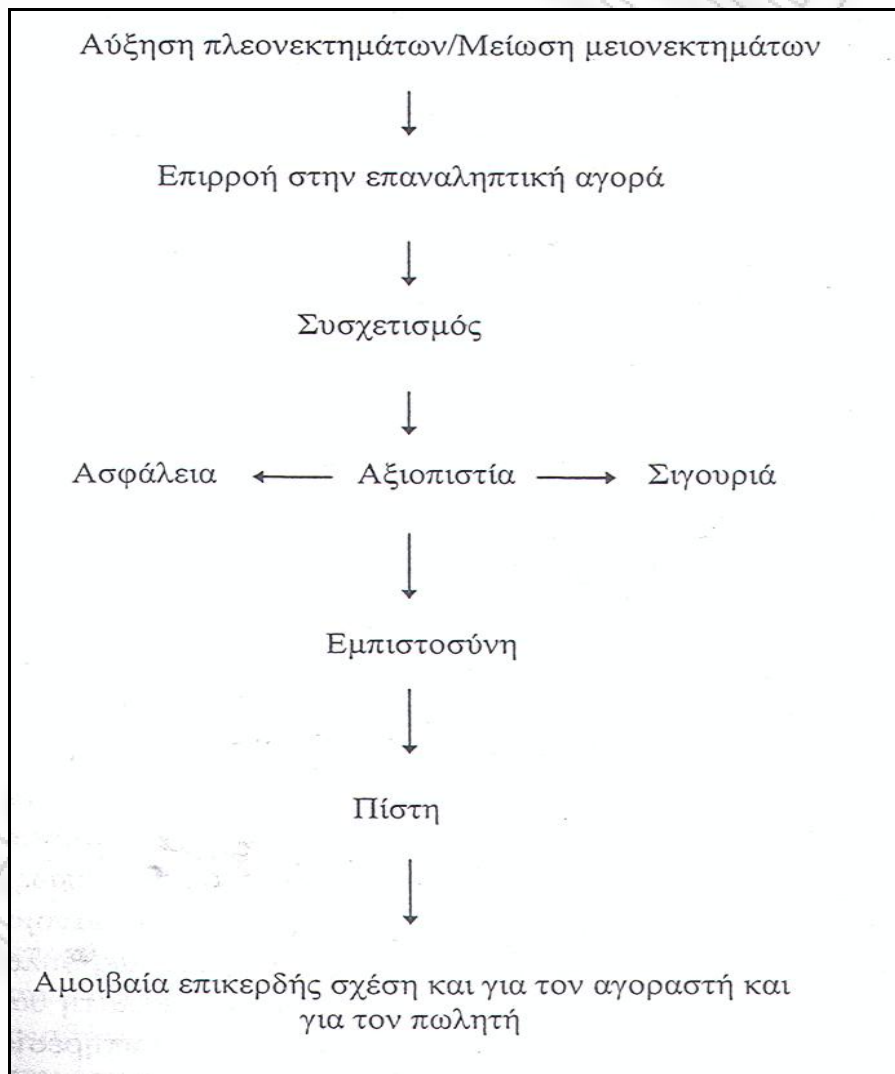 Αύξηση πλεονεκτημάτων/Μείωση μειονεκτημάτων
Επιρροή στην επαναληπτική αγορά
Συσχετισμός
Ασφάλεια Αξιοπιστία Σιγουριά
Εμπιστοσύνη
Πίστη
Αμοιβαία επικερδής σχέση και για τον αγοραστή και
για τον πωλητή